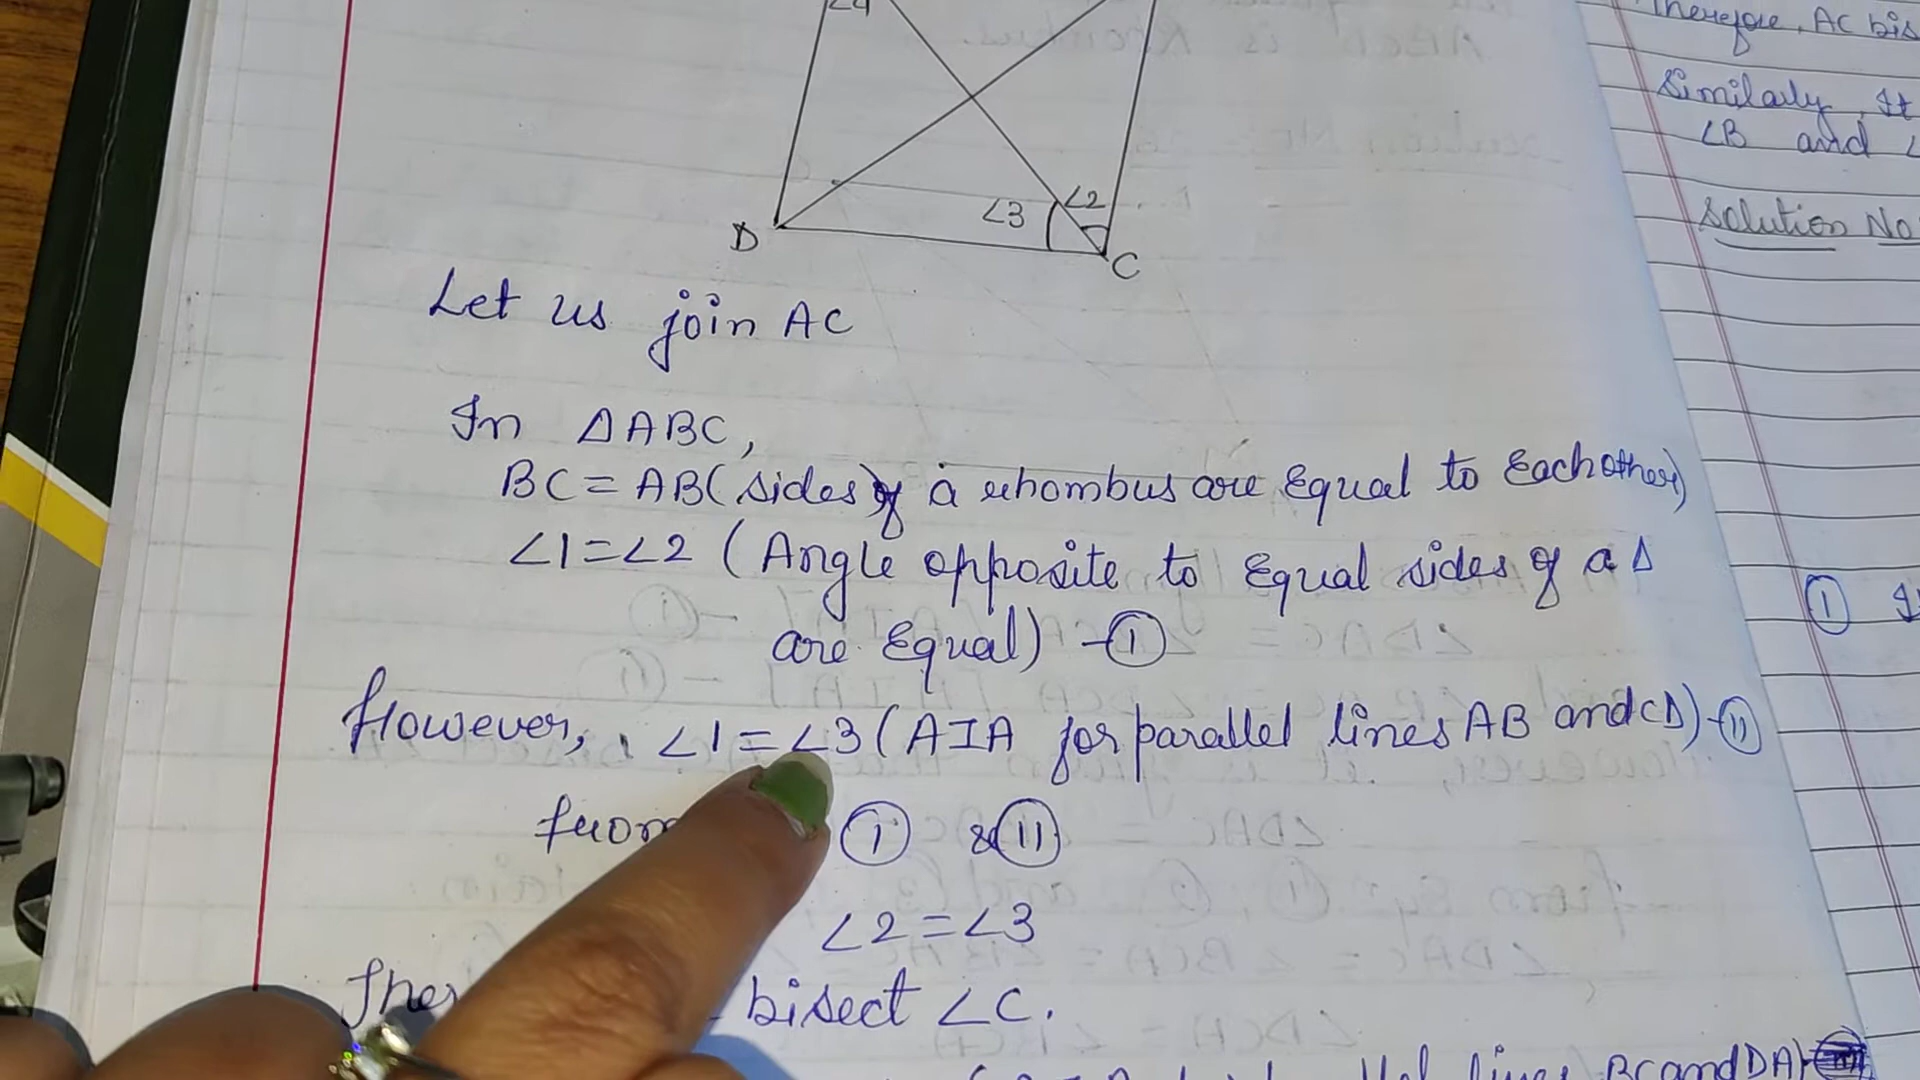 ∠4
∠2
∠3
D
C
Let us join AC
In ΔABC,
BC = AB (sides of a rhombus are Equal to Each other)
∠1 = ∠2 (Angle opposite to Equal sides of a Δ
are Equal) - I
However, ∠1 = ∠3 (AIA for parallel lines AB and CD) - II
from I & II
∠2 = ∠3
bisect ∠C.
lines BC and DA)
Therefore, AC bis
Similarly, It
∠B and ∠
Solution No
I